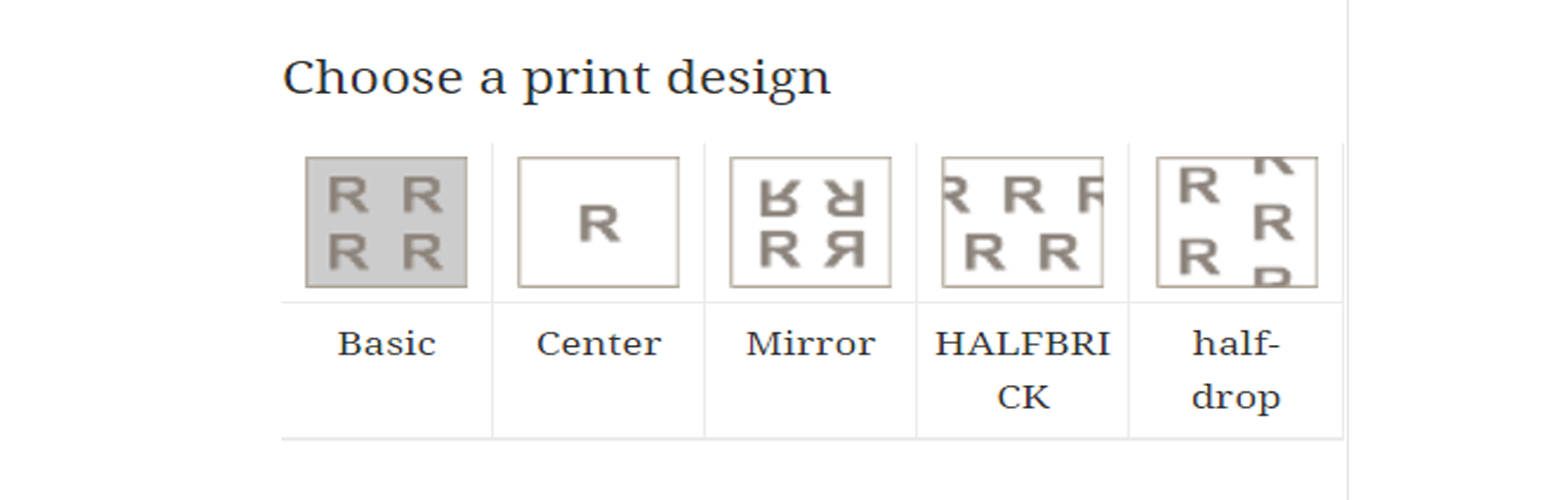 Choose a print design
R R R R R R R R R R R
R R R R R R R R R R
Basic Center Mirror HALFBRI half-
CK drop